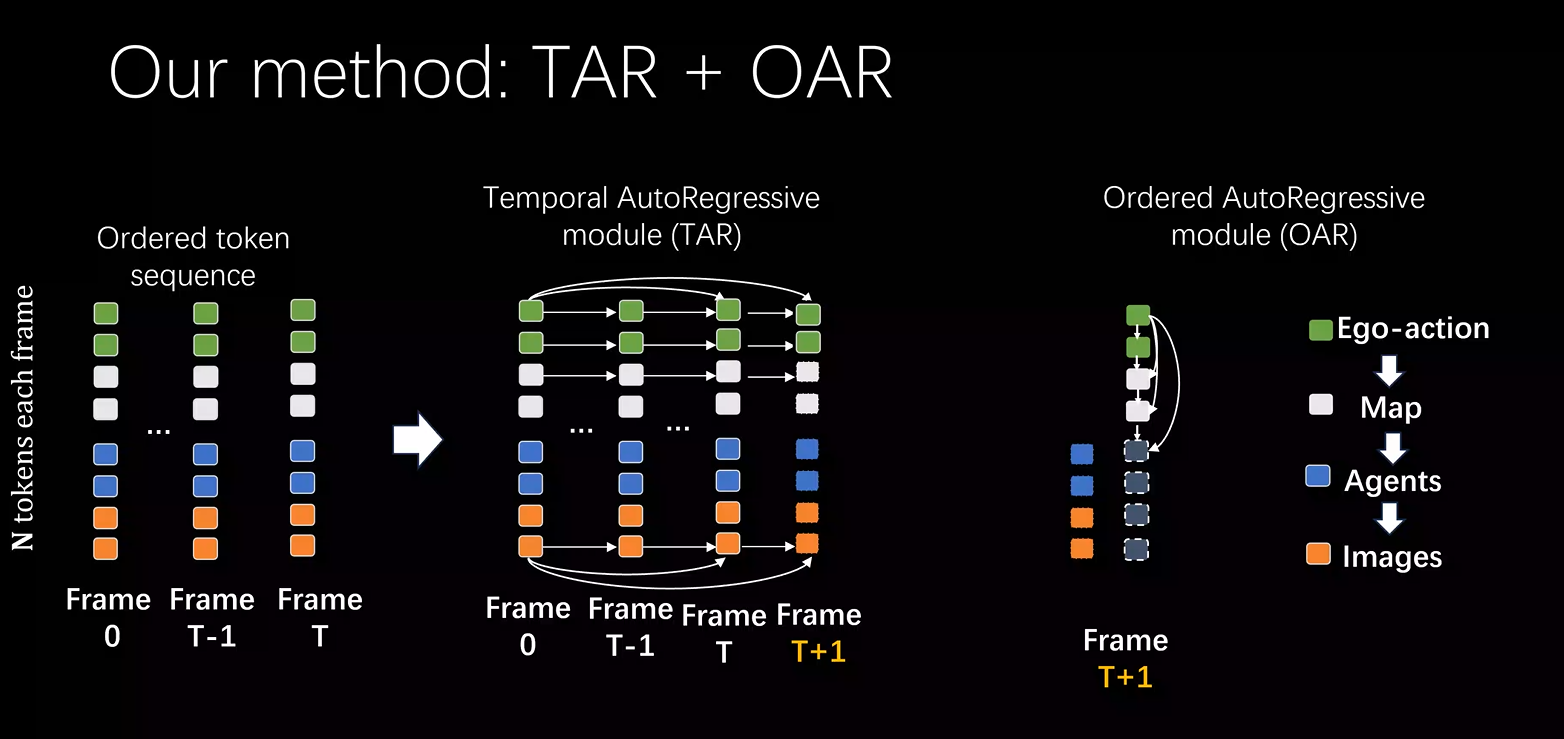 Our method: TAR + OAR
Ordered token
sequence
N tokens each frame
...
Frame
0
Frame
T-1
Frame
T
Temporal AutoRegressive
module (TAR)
...
...
Frame
0
Frame
T-1
Frame
T
Frame
T+1
Ordered AutoRegressive
module (OAR)
Frame
T+1
Ego-action
Map
Agents
Images